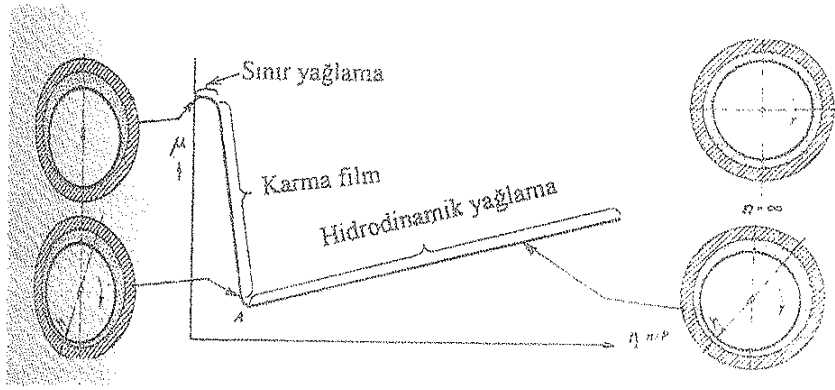 Sınır yağlama
μ
Karma film
Hidrodinamik yağlama
n=∞
A